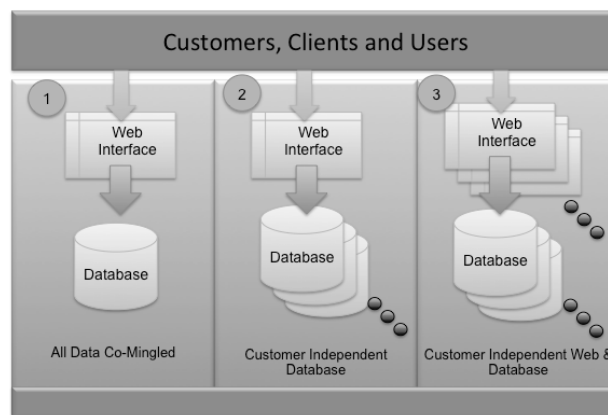 Customers, Clients and Users
1
Web
Interface
Database
All Data Co-Mingled
2
Web
Interface
Database
Customer Independent
Database
3
Web
Interface
Database
Customer Independent Web &
Database